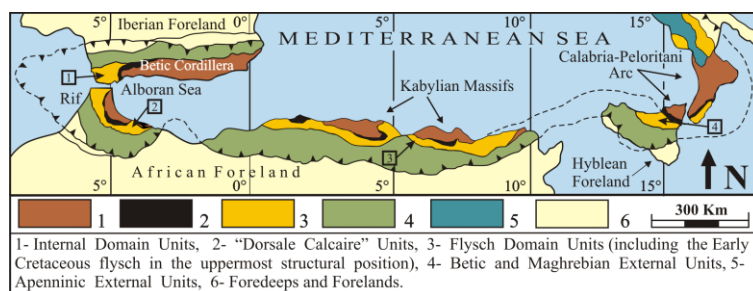 5° Iberian Foreland 0° 5° 10° 15°
MEDITERRANEAN SEA
Betic Cordillera
Calabria-Peloritani
Arc
1
Alboran Sea
Kabylian Massifs
Rif
2
4
3
Hyblean
Foreland
African Foreland
N
5° 0° 5° 10° 15°
300 Km
1 2 3 4 5 6
1- Internal Domain Units, 2- “Dorsale Calcaire” Units, 3- Flysch Domain Units (including the Early
Cretaceous flysch in the uppermost structural position), 4- Betic and Maghrebian External Units, 5-
Apenninic External Units, 6- Foredeeps and Forelands.